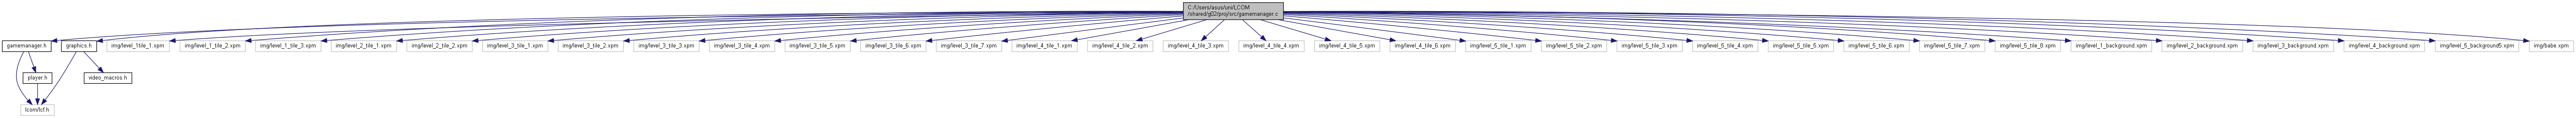 C:/Users/asus/uni/LCOM
/shared/g02/proj/src/gamemanager.c
gamemanager.h
graphics.h
img/level_1tile_1.xpm
img/level_1_tile_2.xpm
img/level_1_tile_3.xpm
img/level_2_tile_1.xpm
img/level_2_tile_2.xpm
img/level_3_tile_1.xpm
img/level_3_tile_2.xpm
img/level_3_tile_3.xpm
img/level_3_tile_4.xpm
img/level_3_tile_5.xpm
img/level_3_tile_6.xpm
img/level_3_tile_7.xpm
img/level_4_tile_1.xpm
img/level_4_tile_2.xpm
img/level_4_tile_3.xpm
img/level_4_tile_4.xpm
img/level_4_tile_5.xpm
img/level_4_tile_6.xpm
img/level_5_tile_1.xpm
img/level_5_tile_2.xpm
img/level_5_tile_3.xpm
img/level_5_tile_4.xpm
img/level_5_tile_5.xpm
img/level_5_tile_6.xpm
img/level_5_tile_7.xpm
img/level_5_tile_8.xpm
img/level_1_background.xpm
img/level_2_background.xpm
img/level_3_background.xpm
img/level_4_background.xpm
img/level_5_background5.xpm
img/babe.xpm
player.h
video_macros.h
lcom/lcf.h